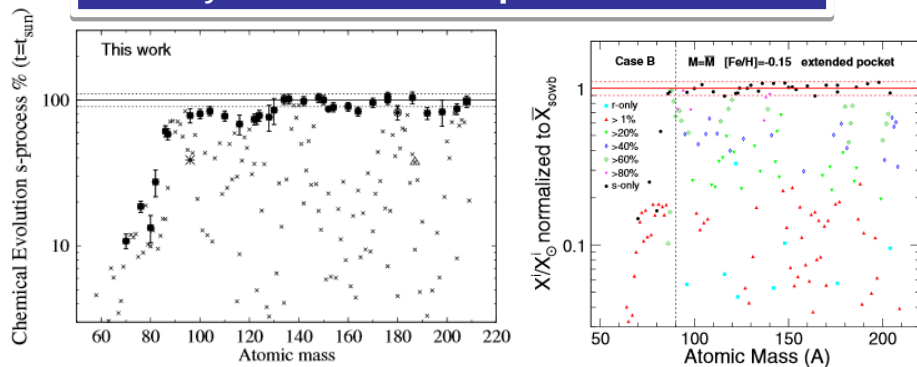 This work
Chemical Evolution s-process % (t=t_sun)
100
10
60 80 100 120 140 160 180 200 220
Atomic mass
Case B M=M̅ [Fe/H]=-0.15 extended pocket
X^i/X^i_⊙ normalized to X̅_sowb
1
0.1
r-only
> 1%
>20%
>40%
>60%
>80%
s-only
50 100 150 200
Atomic Mass (A)